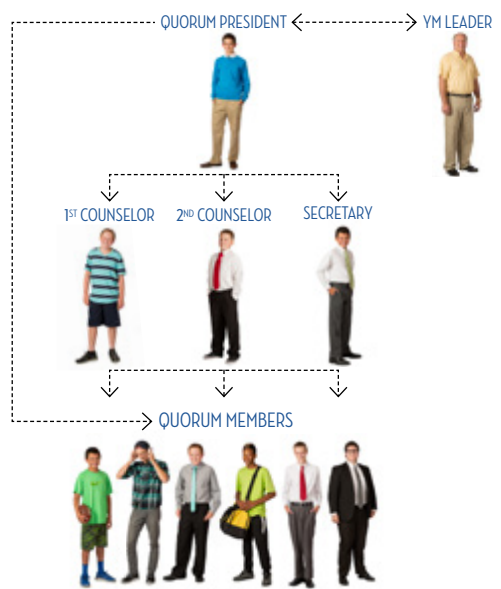 QUORUM PRESIDENT
YM LEADER
1ST COUNSELOR
2ND COUNSELOR
SECRETARY
QUORUM MEMBERS